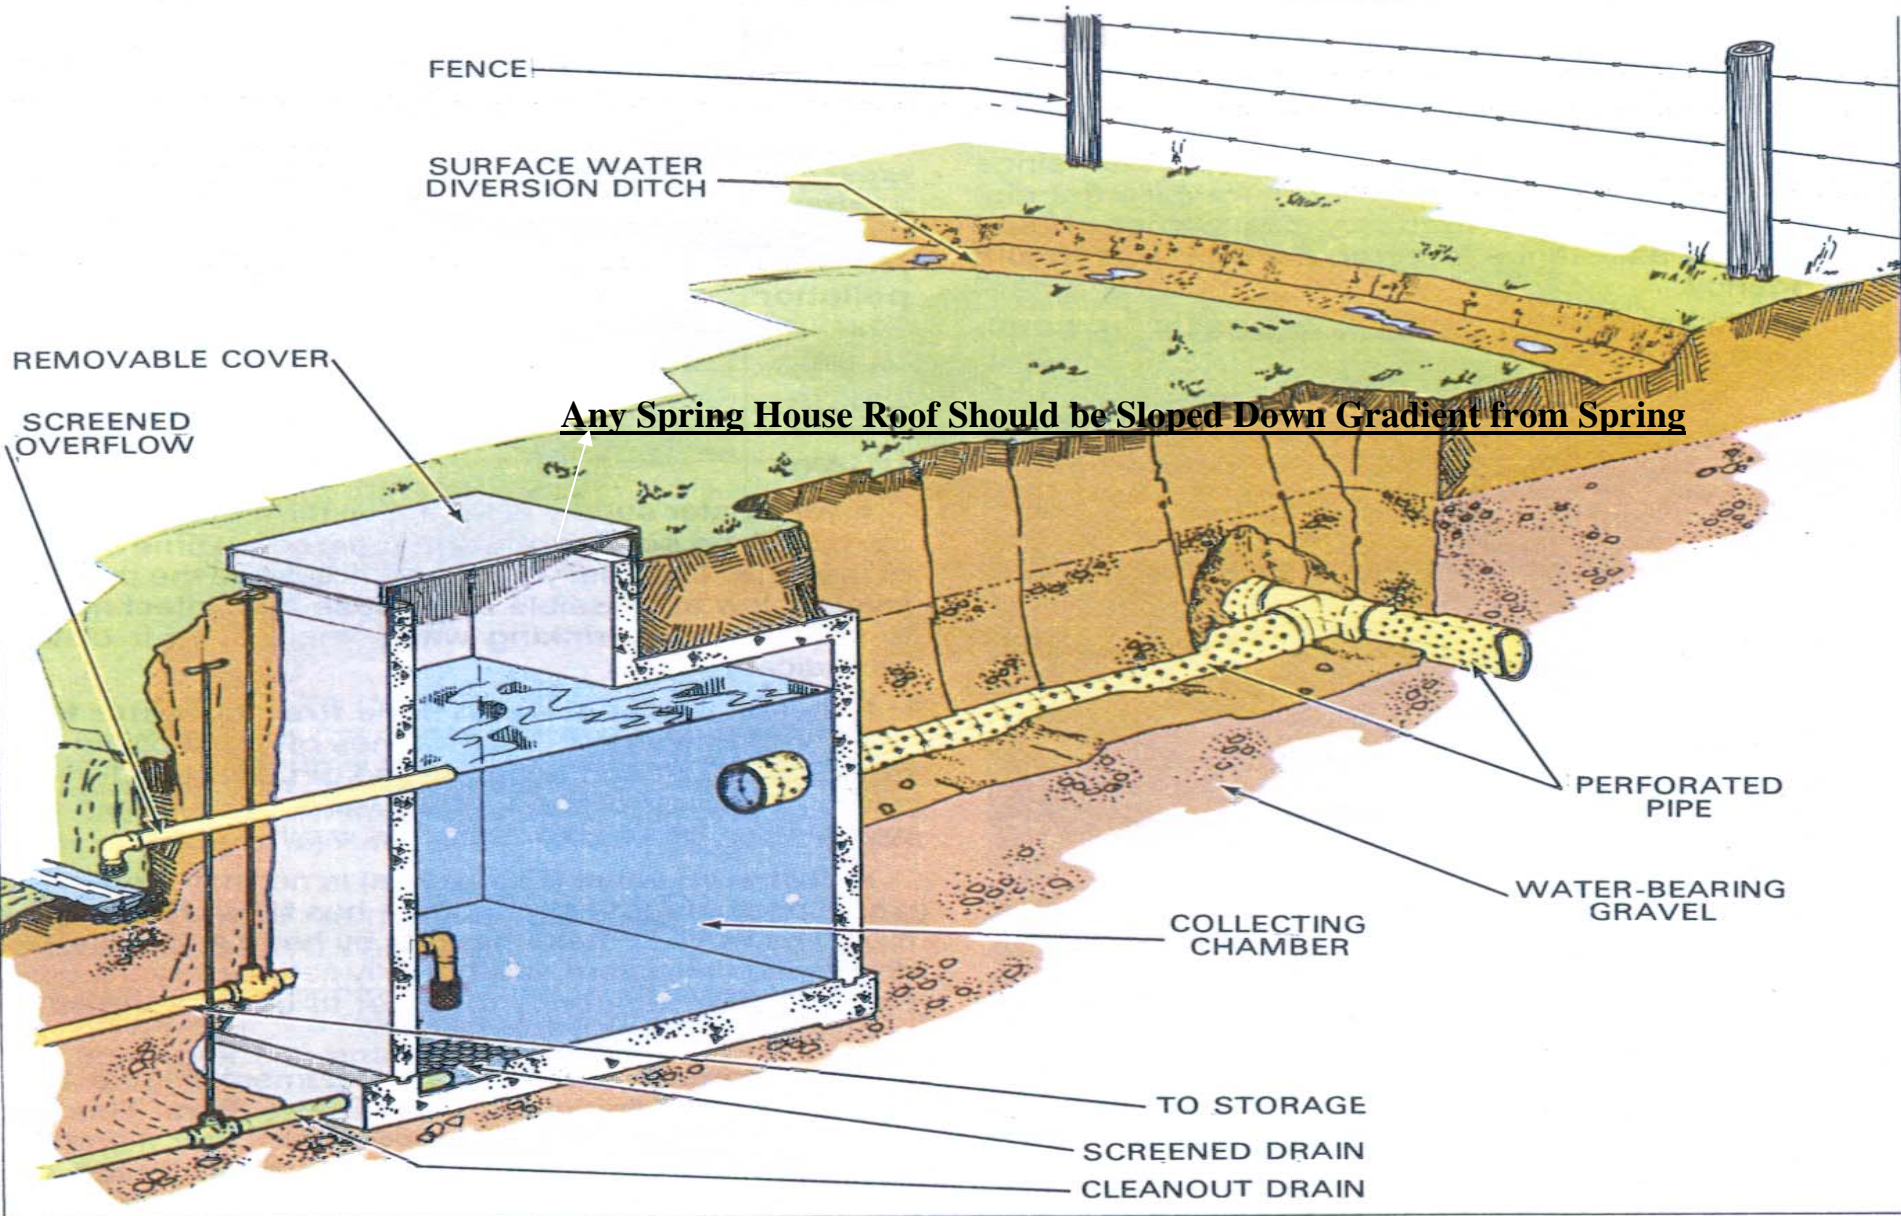 FENCE
SURFACE WATER
DIVERSION DITCH
REMOVABLE COVER
SCREENED
OVERFLOW
Any Spring House Roof Should be Sloped Down Gradient from Spring
PERFORATED
PIPE
WATER-BEARING
GRAVEL
COLLECTING
CHAMBER
TO STORAGE
SCREENED DRAIN
CLEANOUT DRAIN